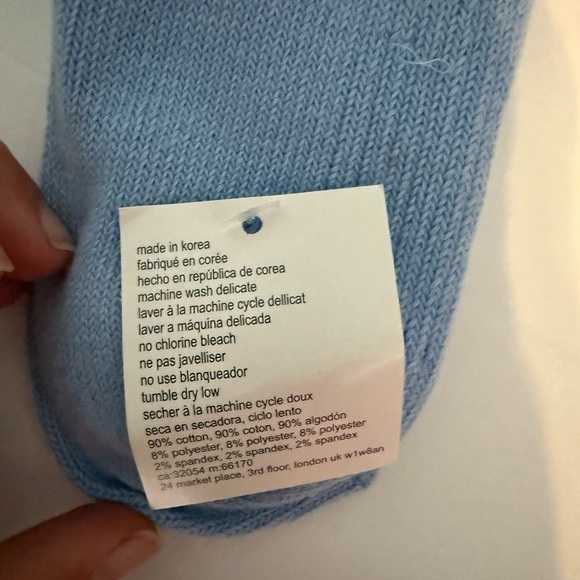 made in korea
fabriqué en corée
hecho en república de corea
machine wash delicate
laver à la machine cycle dellicat
laver a máquina delicada
no chlorine bleach
ne pas javelliser
no use blanqueador
tumble dry low
secher à la machine cycle doux
seca en secadora, ciclo lento
90% cotton, 90% coton, 90% algodón
8% polyester, 8% polyester, 8% polyester
2% spandex, 2% spandex, 2% spandex
ca:32054 m:66170
24 market place, 3rd floor, london uk w1w8an